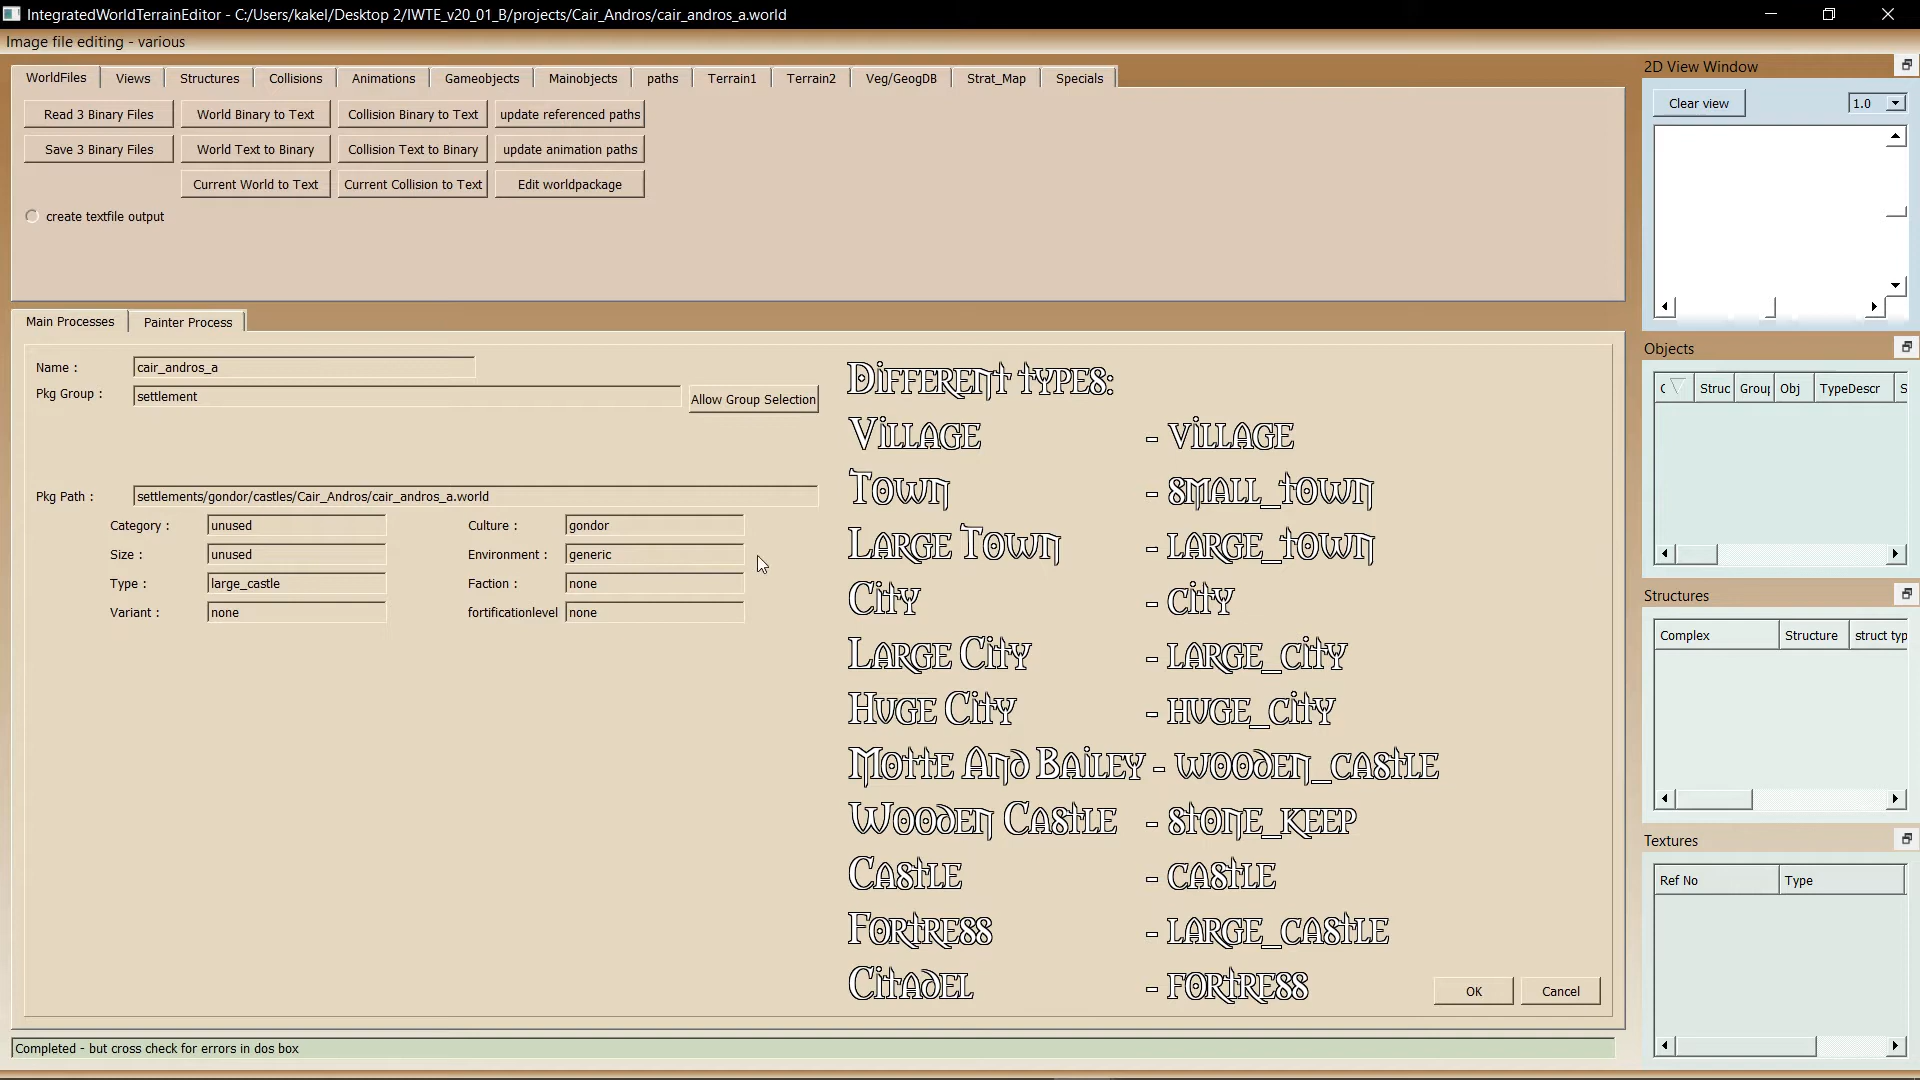 IntegratedWorldTerrainEditor - C:/Users/kakel/Desktop 2/IWTE_v20_01_B/projects/Cair_Andros/cair_andros_a.world
Image file editing - various
WorldFiles Views Structures Collisions Animations Gameobjects Mainobjects paths Terrain1 Terrain2 Veg/GeogDB Strat_Map Specials
Read 3 Binary Files World Binary to Text Collision Binary to Text update referenced paths
Save 3 Binary Files World Text to Binary Collision Text to Binary update animation paths
Current World to Text Current Collision to Text Edit worldpackage
create textfile output
Main Processes Painter Process
Name : cair_andros_a
Pkg Group : settlement Allow Group Selection
Pkg Path : settlements/gondor/castles/Cair_Andros/cair_andros_a.world
Category : unused Culture : gondor
Size : unused Environment : generic
Type : large_castle Faction : none
Variant : none fortificationlevel none
Different types:
Village - village
Town - small_town
Large Town - large_town
City - city
Large City - large_city
Huge City - huge_city
Motte And Bailey - wooden_castle
Wooden Castle - stone_keep
Castle - castle
Fortress - large_castle
Citadel - fortress
OK Cancel
Completed - but cross check for errors in dos box
2D View Window
Clear view 1.0
Objects
C Struc Group Obj TypeDescr S
Structures
Complex Structure struct typ
Textures
Ref No Type